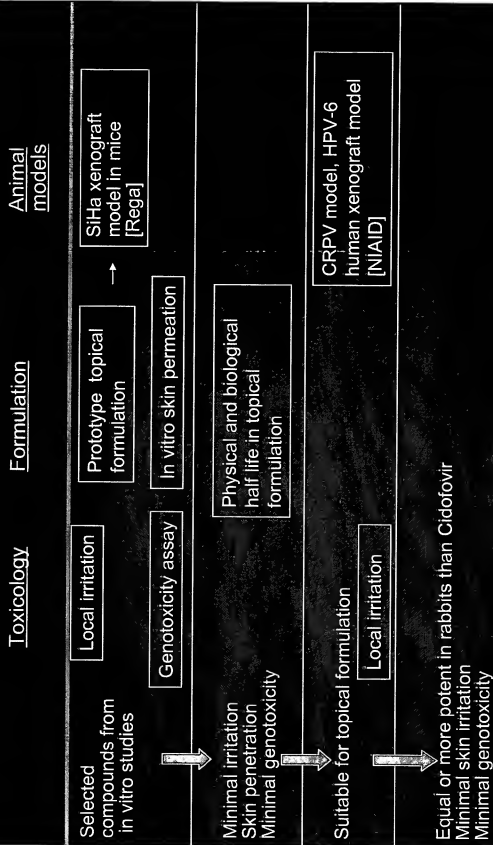 Toxicology
Formulation
Animal
models
Selected
compounds from
in vitro studies
Local irritation
Genotoxicity assay
Prototype topical
formulation
In vitro skin permeation
→
SiHa xenograft
model in mice
[Rega]
Minimal irritation
Skin penetration
Minimal genotoxicity
Physical and biological
half life in topical
formulation
Suitable for topical formulation
Local irritation
CRPV model, HPV-6
human xenograft model
[NIAID]
Equal or more potent in rabbits than Cidofovir
Minimal skin irritation
Minimal genotoxicity